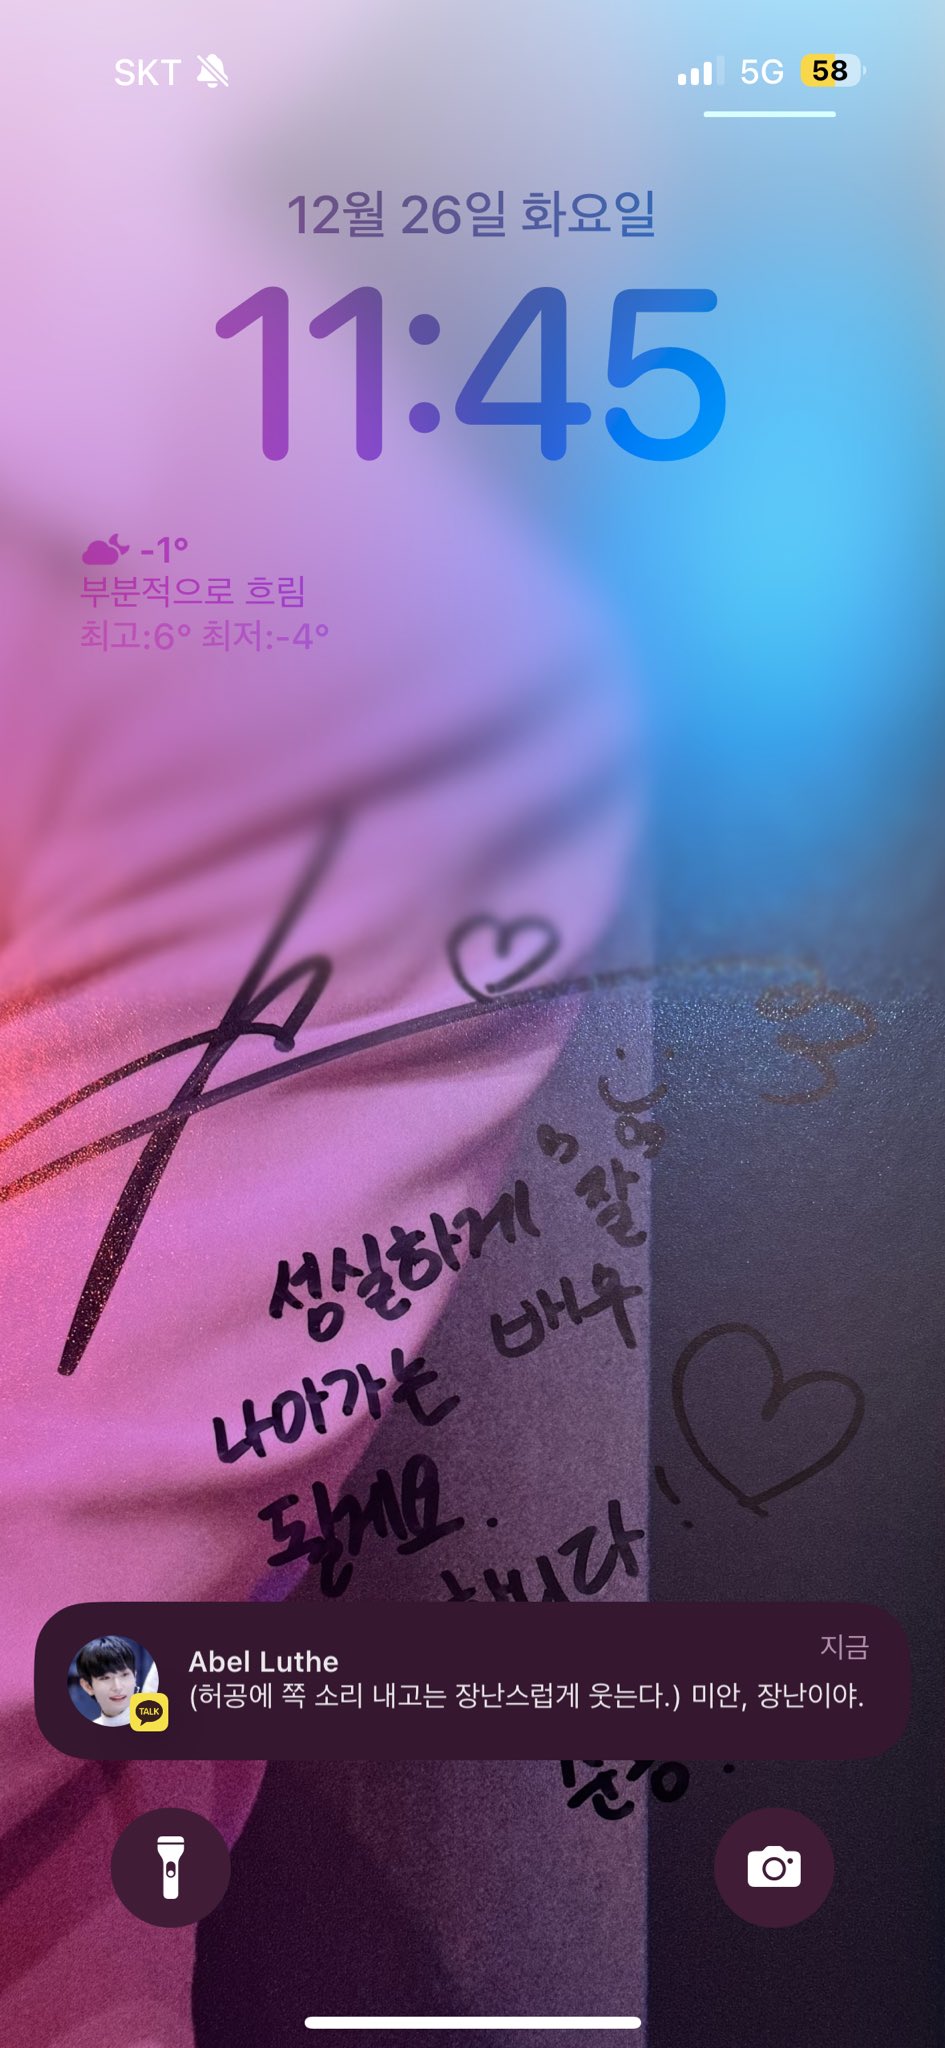 SKT 5G 58
12월 26일 화요일
11:45
-1°
부분적으로 흐림
최고:6° 최저:-4°
성실하게 잘
나아가는 배우
될게요.
Abel Luthe 지금
(허공에 쪽 소리 내고는 장난스럽게 웃는다.) 미안, 장난이야.
TALK